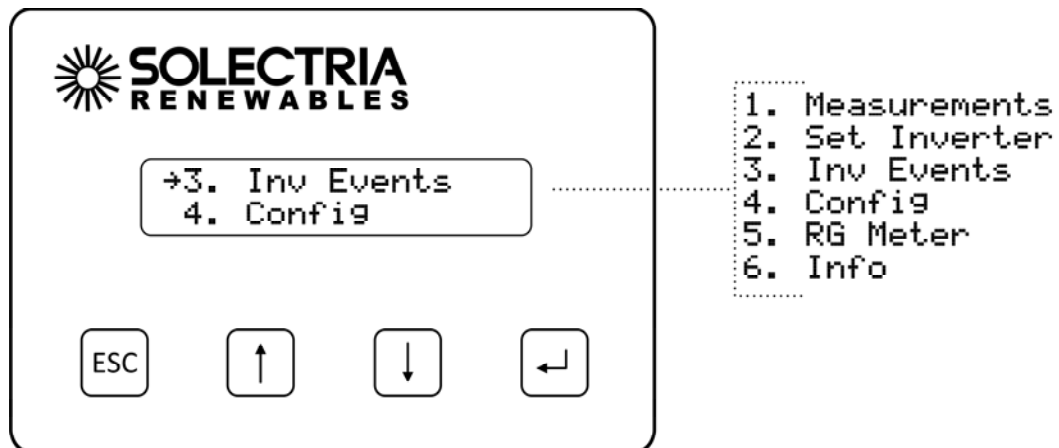 SOLECTRIA
RENEWABLES
→3. Inv Events
4. Config
ESC
↑
↓
↵
1. Measurements
2. Set Inverter
3. Inv Events
4. Config
5. RG Meter
6. Info